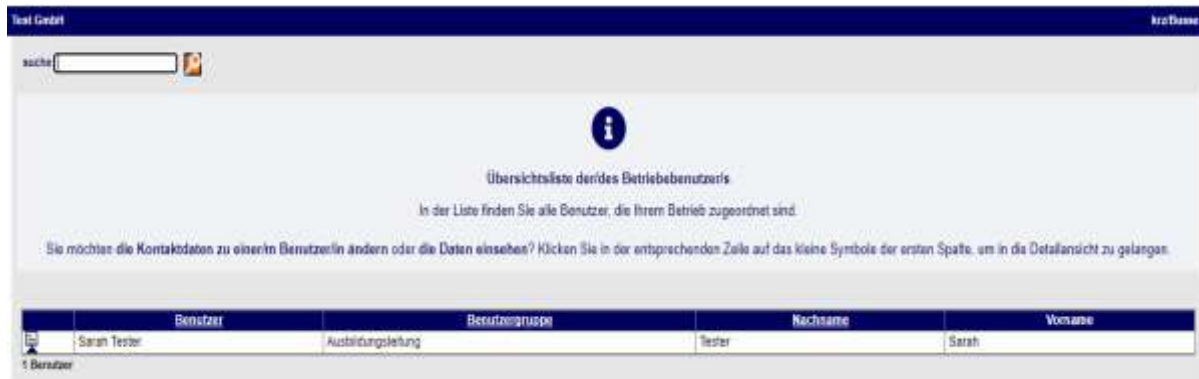 Test GmbH
suche
Übersichtsliste der/des Betriebebenutzer/s
In der Liste finden Sie alle Benutzer, die Ihrem Betrieb zugeordnet sind.
Sie möchten die Kontaktdaten zu einer/m Benutzer/in ändern oder die Daten einsehen? Klicken Sie in der entsprechenden Zeile auf das kleine Symbole der ersten Spalte, um in die Detailansicht zu gelangen.
Benutzer Benutzergruppe Nachname Vorname
Sarah Tester Ausbildungsleitung Tester Sarah
1 Benutzer